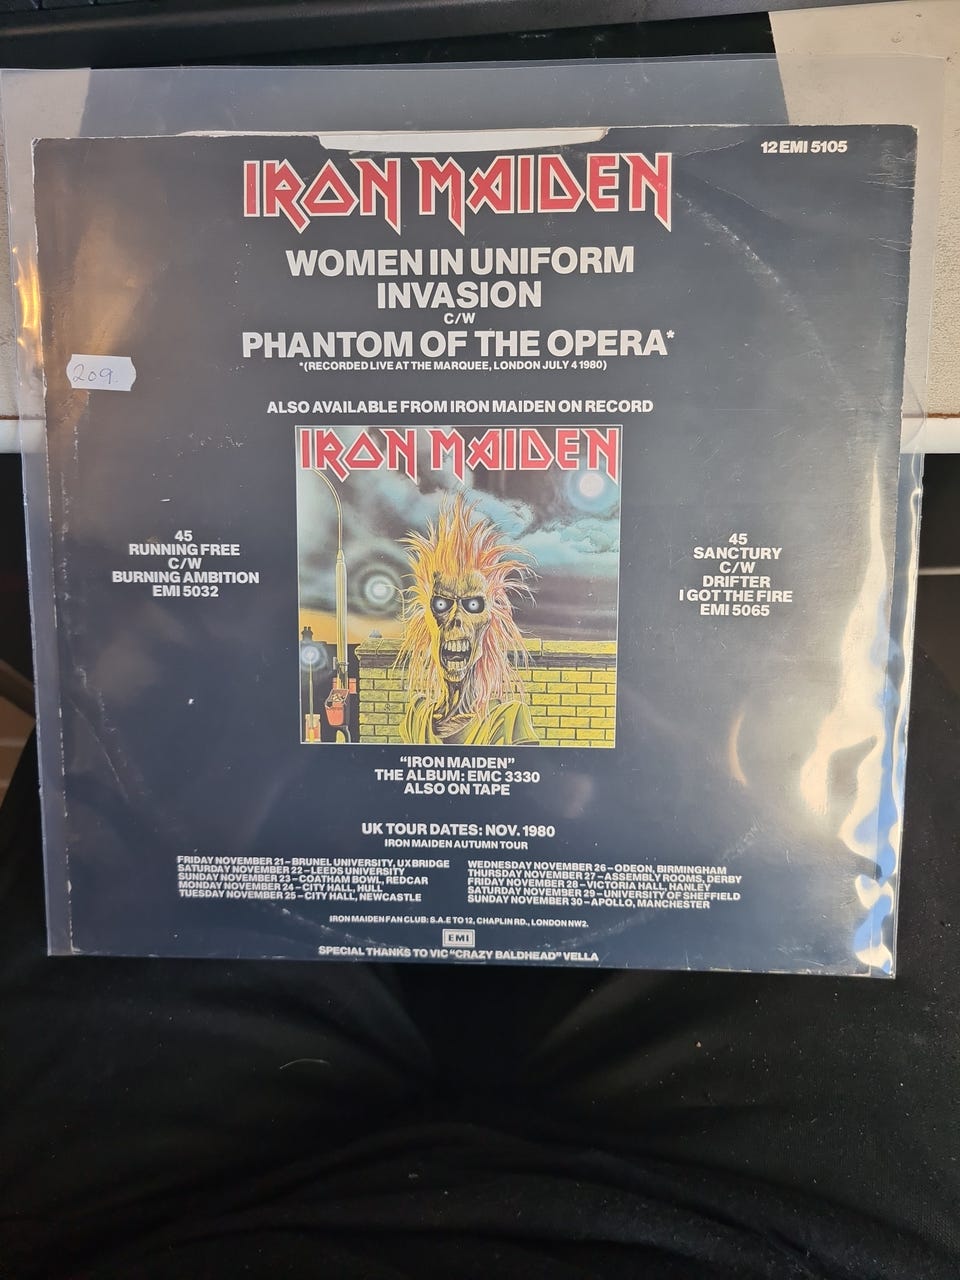 12 EMI 5105
IRON MAIDEN
WOMEN IN UNIFORM
INVASION
C/W
PHANTOM OF THE OPERA*
*(RECORDED LIVE AT THE MARQUEE, LONDON JULY 4 1980)
209
ALSO AVAILABLE FROM IRON MAIDEN ON RECORD
IRON MAIDEN
45
RUNNING FREE
C/W
BURNING AMBITION
EMI 5032
45
SANCTURY
C/W
DRIFTER
I GOT THE FIRE
EMI 5065
“IRON MAIDEN”
THE ALBUM: EMC 3330
ALSO ON TAPE
UK TOUR DATES: NOV. 1980
IRON MAIDEN AUTUMN TOUR
FRIDAY NOVEMBER 21 – BRUNEL UNIVERSITY, UXBRIDGE
SATURDAY NOVEMBER 22 – LEEDS UNIVERSITY
SUNDAY NOVEMBER 23 – COATHAM BOWL, REDCAR
MONDAY NOVEMBER 24 – CITY HALL, HULL
TUESDAY NOVEMBER 25 – CITY HALL, NEWCASTLE
WEDNESDAY NOVEMBER 26 – ODEON, BIRMINGHAM
THURSDAY NOVEMBER 27 – ASSEMBLY ROOMS, DERBY
FRIDAY NOVEMBER 28 – VICTORIA HALL, HANLEY
SATURDAY NOVEMBER 29 – UNIVERSITY OF SHEFFIELD
SUNDAY NOVEMBER 30 – APOLLO, MANCHESTER
IRON MAIDEN FAN CLUB: S.A.E TO 12, CHAPLIN RD., LONDON NW2.
EMI
SPECIAL THANKS TO VIC “CRAZY BALDHEAD” VELLA